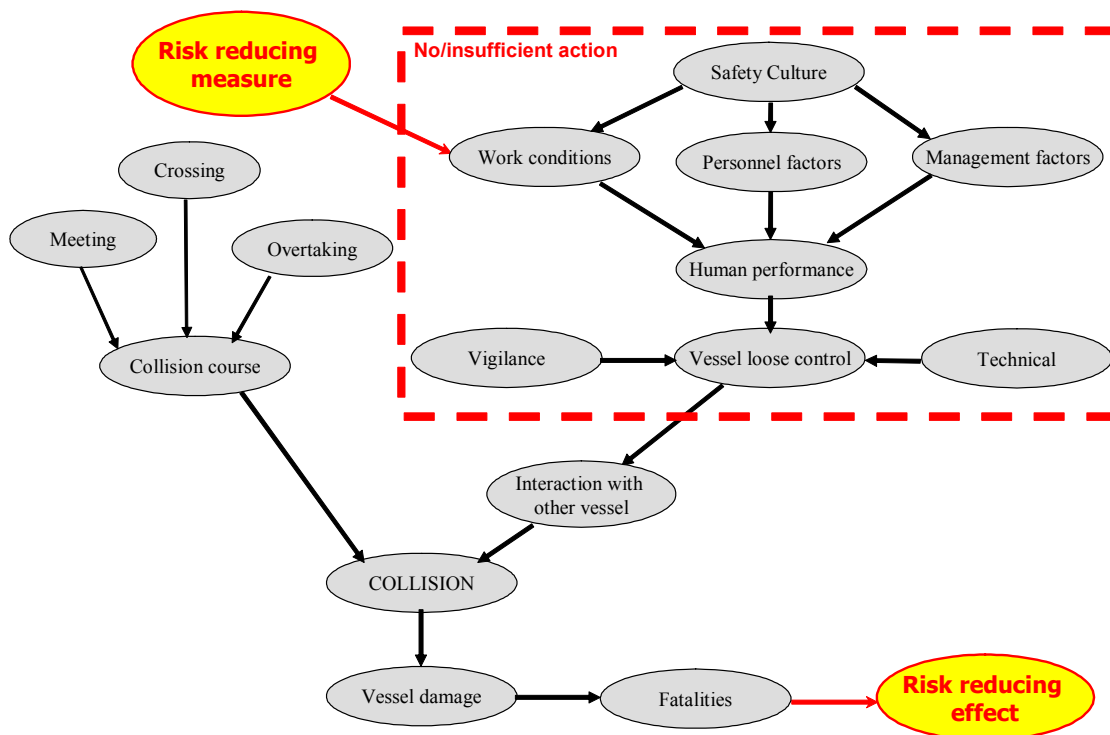 Risk reducing
measure
No/insufficient action
Safety Culture
Work conditions
Personnel factors
Management factors
Crossing
Meeting
Overtaking
Human performance
Collision course
Vigilance
Vessel loose control
Technical
Interaction with
other vessel
COLLISION
Vessel damage
Fatalities
Risk reducing
effect